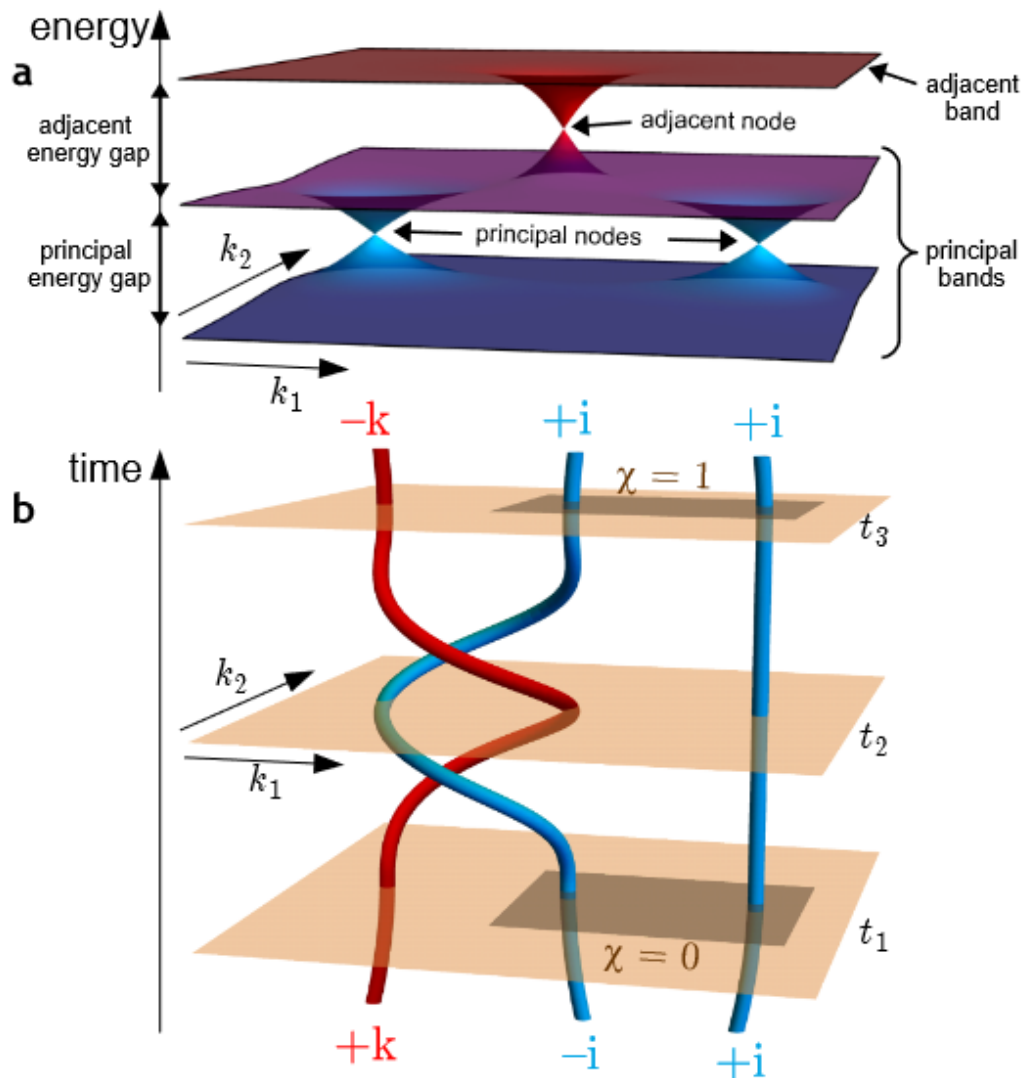 energy
a
adjacent
band
adjacent
energy gap
adjacent node
principal
energy gap
k₂
principal nodes
principal
bands
k₁
–k
+i
+i
time
b
χ = 1
t₃
k₂
k₁
t₂
χ = 0
t₁
+k
–i
+i